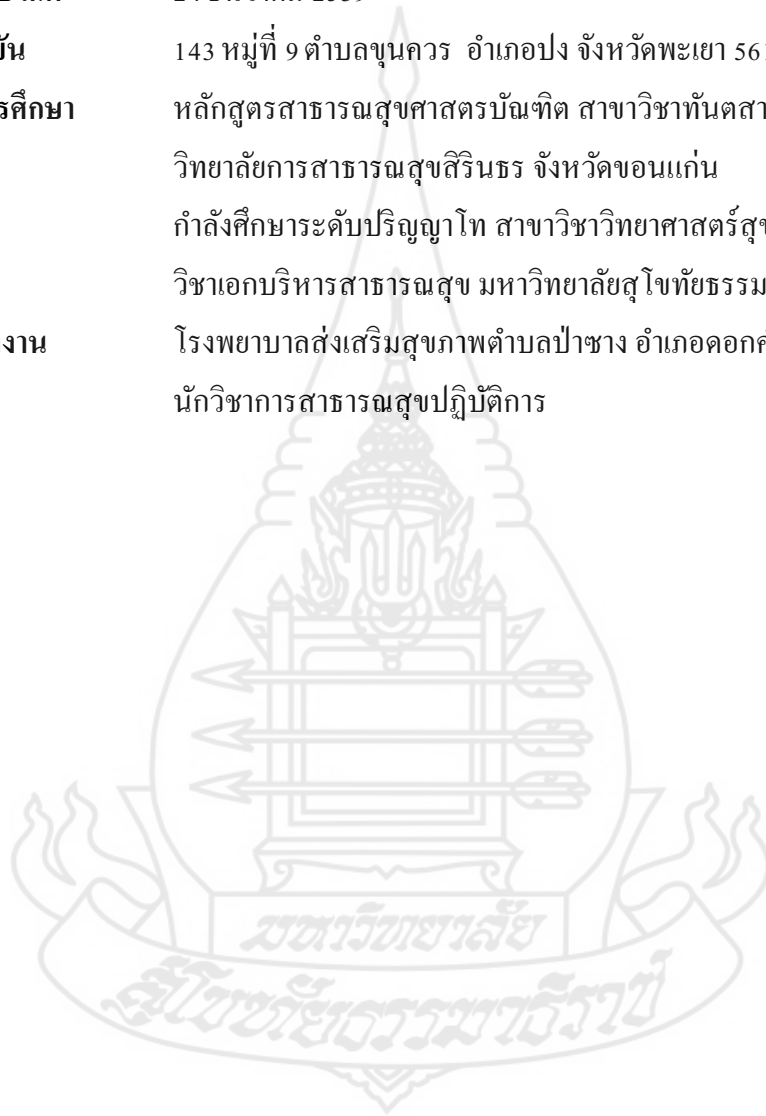 143 หมู่ที่ 9 ตำบลขุนควร อำเภอปง จังหวัดพะเยา
หลักสูตรสาธารณสุขศาสตรบัณฑิต สาขาวิชาทันตสา
วิทยาลัยการสาธารณสุขสิรินธร จังหวัดขอนแก่น
กำลังศึกษาระดับปริญญาโท สาขาวิชาวิทยาศาสตร์สุข
วิชาเอกบริหารสาธารณสุข มหาวิทยาลัยสุโขทัยธรรม
โรงพยาบาลส่งเสริมสุขภาพตำบลป่าซาง อำเภอดอกคำ
นักวิชาการสาธารณสุขปฏิบัติการ
มหาวิทยาลัย
สุโขทัยธรรมาธิราช